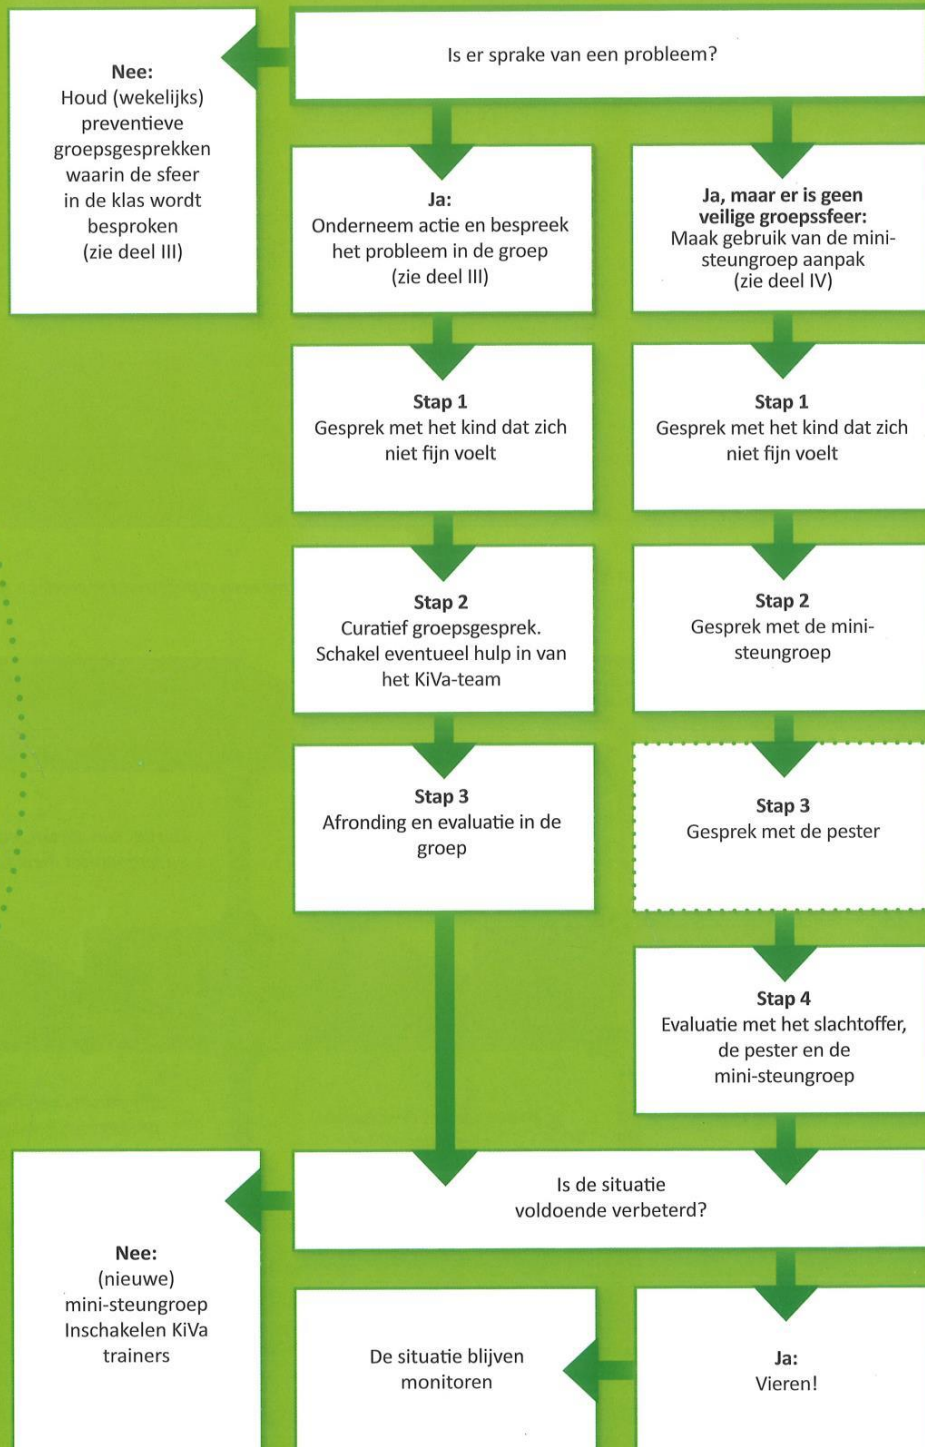 Is er sprake van een probleem?
Nee:
Houd (wekelijks)
preventieve
groepsgesprekken
waarin de sfeer
in de klas wordt
besproken
(zie deel III)
Ja:
Onderneem actie en bespreek
het probleem in de groep
(zie deel III)
Stap 1
Gesprek met het kind dat zich
niet fijn voelt
Stap 2
Curatief groepsgesprek.
Schakel eventueel hulp in van
het KiVa-team
Stap 3
Afronding en evaluatie in de
groep
Ja, maar er is geen
veilige groepssfeer:
Maak gebruik van de mini-
steungroep aanpak
(zie deel IV)
Stap 1
Gesprek met het kind dat zich
niet fijn voelt
Stap 2
Gesprek met de mini-
steungroep
Stap 3
Gesprek met de pester
Stap 4
Evaluatie met het slachtoffer,
de pester en de
mini-steungroep
Is de situatie
voldoende verbeterd?
Nee:
(nieuwe)
mini-steungroep
Inschakelen KiVa
trainers
Ja:
Vieren!
De situatie blijven
monitoren